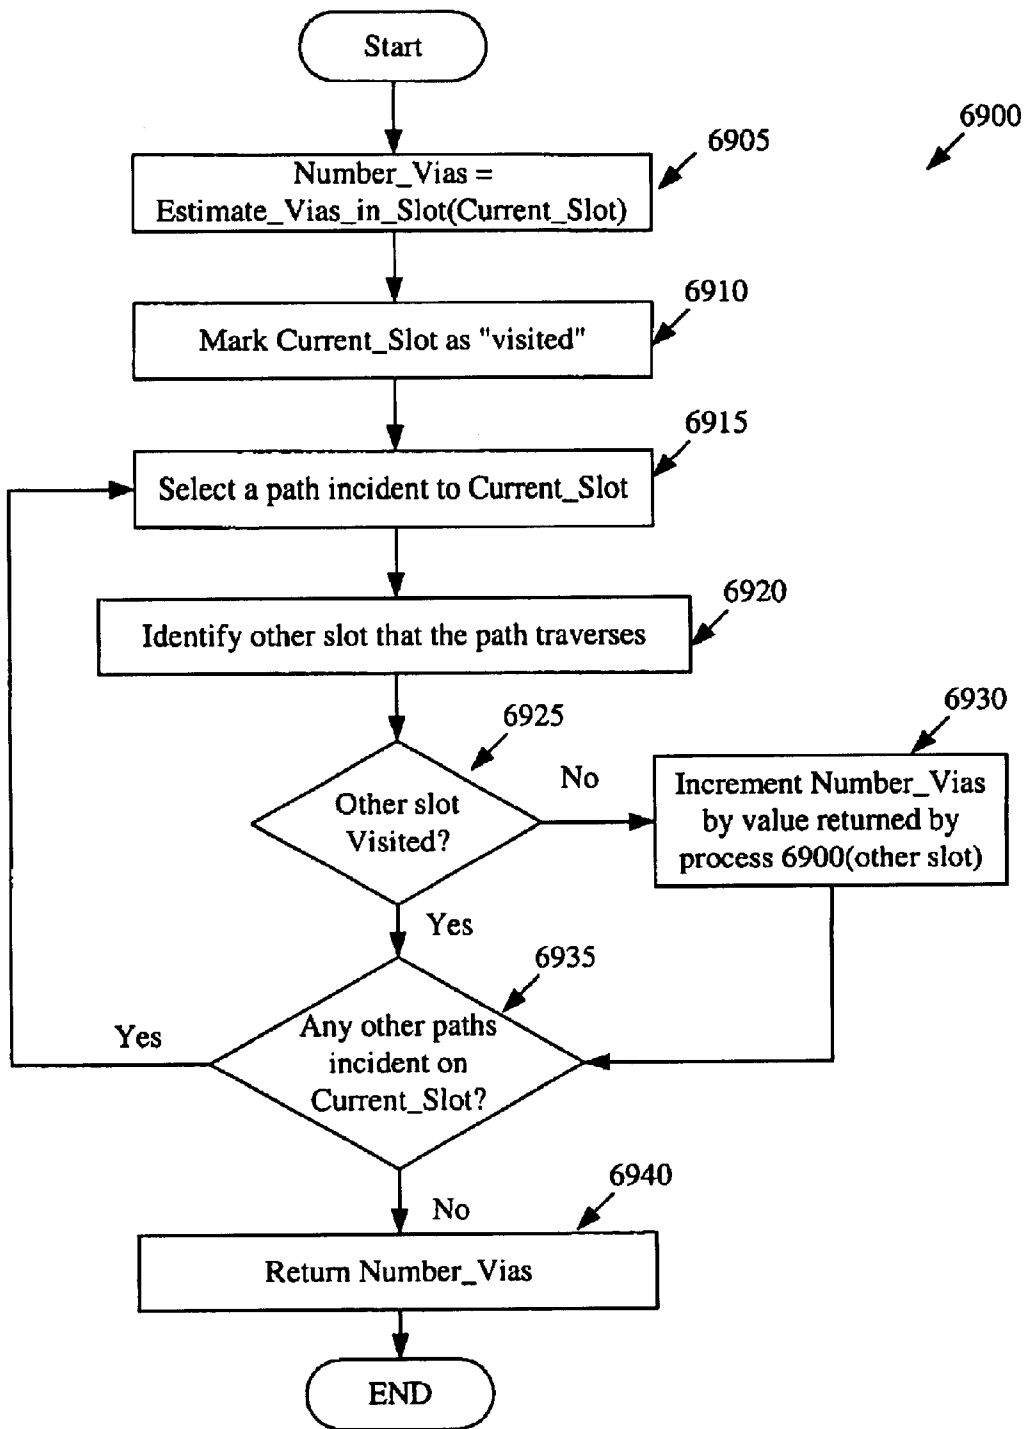 Start
6900
6905
Number_Vias =
Estimate_Vias_in_Slot(Current_Slot)
6910
Mark Current_Slot as "visited"
6915
Select a path incident to Current_Slot
6920
Identify other slot that the path traverses
6925
6930
Other slot
Visited?
No
Increment Number_Vias
by value returned by
process 6900(other slot)
Yes
6935
Any other paths
incident on
Current_Slot?
Yes
No
6940
Return Number_Vias
END